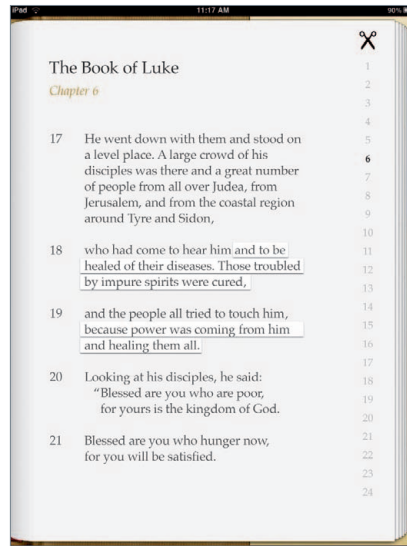 iPad 11:17 AM 90%
The Book of Luke
Chapter 6
17 He went down with them and stood on
a level place. A large crowd of his
disciples was there and a great number
of people from all over Judea, from
Jerusalem, and from the coastal region
around Tyre and Sidon,
18 who had come to hear him and to be
healed of their diseases. Those troubled
by impure spirits were cured,
19 and the people all tried to touch him,
because power was coming from him
and healing them all.
20 Looking at his disciples, he said:
“Blessed are you who are poor,
for yours is the kingdom of God.
21 Blessed are you who hunger now,
for you will be satisfied.
1
2
3
4
5
6
7
8
9
10
11
12
13
14
15
16
17
18
19
20
21
22
23
24